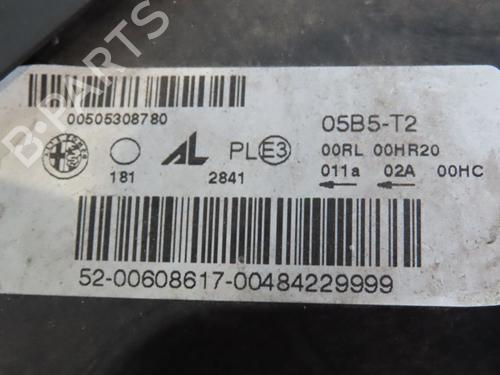 B-PARTS
00505308780
05B5-T2
AL PL E3
00RL 00HR20
181 2841
011a 02A 00HC
52-00608617-00484229999